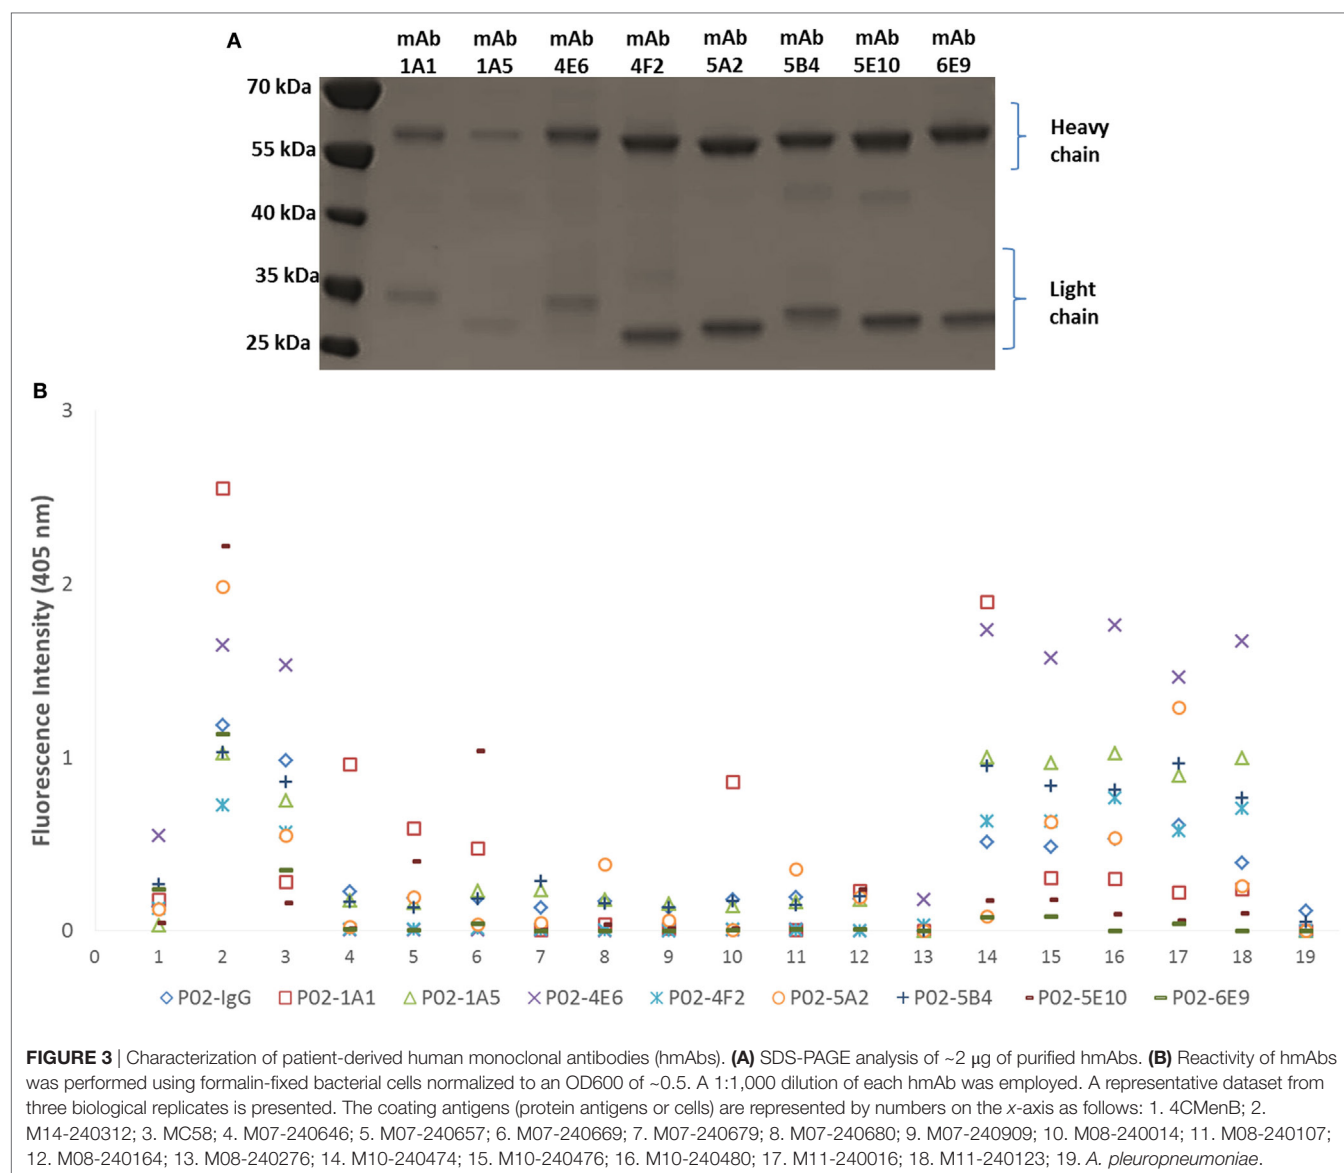 A
mAb mAb mAb mAb mAb mAb mAb mAb
1A1 1A5 4E6 4F2 5A2 5B4 5E10 6E9
70 kDa
55 kDa
40 kDa
35 kDa
25 kDa
Heavy
chain
Light
chain
B
Fluorescence Intensity (405 nm)
3
2
1
0
0 1 2 3 4 5 6 7 8 9 10 11 12 13 14 15 16 17 18 19
P02-IgG P02-1A1 P02-1A5 P02-4E6 P02-4F2 P02-5A2 P02-5B4 P02-5E10 P02-6E9
FIGURE 3 | Characterization of patient-derived human monoclonal antibodies (hmAbs). (A) SDS-PAGE analysis of ~2 µg of purified hmAbs. (B) Reactivity of hmAbs
was performed using formalin-fixed bacterial cells normalized to an OD600 of ~0.5. A 1:1,000 dilution of each hmAb was employed. A representative dataset from
three biological replicates is presented. The coating antigens (protein antigens or cells) are represented by numbers on the x-axis as follows: 1. 4CMenB; 2.
M14-240312; 3. MC58; 4. M07-240646; 5. M07-240657; 6. M07-240669; 7. M07-240679; 8. M07-240680; 9. M07-240909; 10. M08-240014; 11. M08-240107;
12. M08-240164; 13. M08-240276; 14. M10-240474; 15. M10-240476; 16. M10-240480; 17. M11-240016; 18. M11-240123; 19. A. pleuropneumoniae.